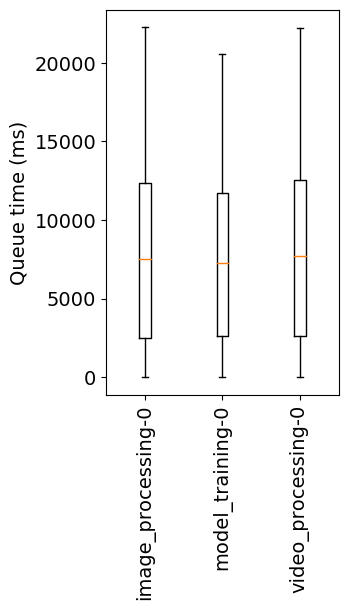 Queue time (ms)
20000
15000
10000
5000
0
image_processing-0
model_training-0
video_processing-0